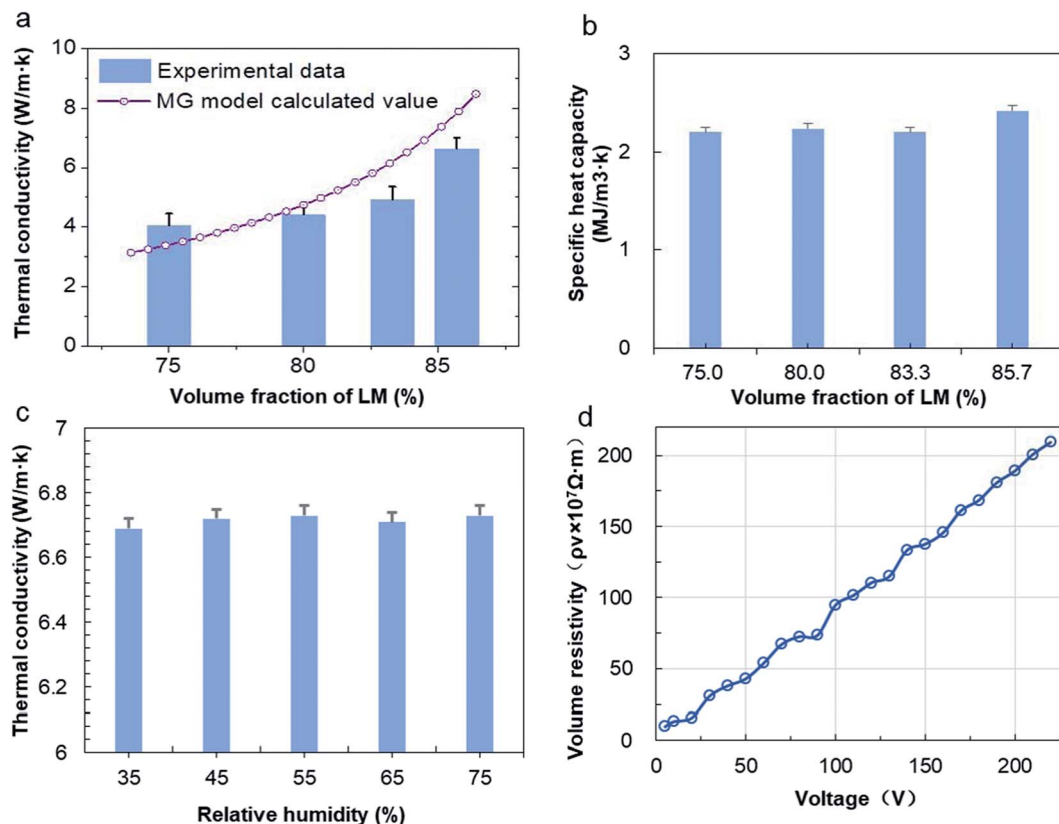 a
Thermal conductivity (W/m·k)
10
8
6
4
2
0
Experimental data
MG model calculated value
75
80
85
Volume fraction of LM (%)
b
Specific heat capacity
(MJ/m3·k)
3
2
1
0
75.0
80.0
83.3
85.7
Volume fraction of LM (%)
c
Thermal conductivity (W/m·k)
7
6.8
6.6
6.4
6.2
6
35
45
55
65
75
Relative humidity (%)
d
Volume resistivity（ρv×10⁷Ω·m）
200
150
100
50
0
0
50
100
150
200
Voltage（V）